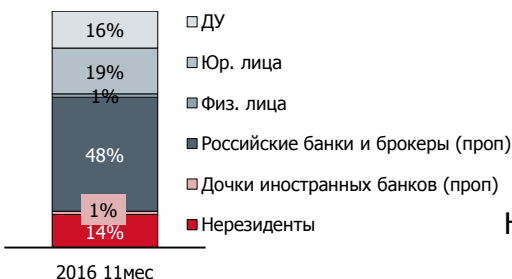 16%
ДУ
19%
Юр. лица
1%
Физ. лица
48%
Российские банки и брокеры (проп)
1%
Дочки иностранных банков (проп)
14%
Нерезиденты
2016 11мес